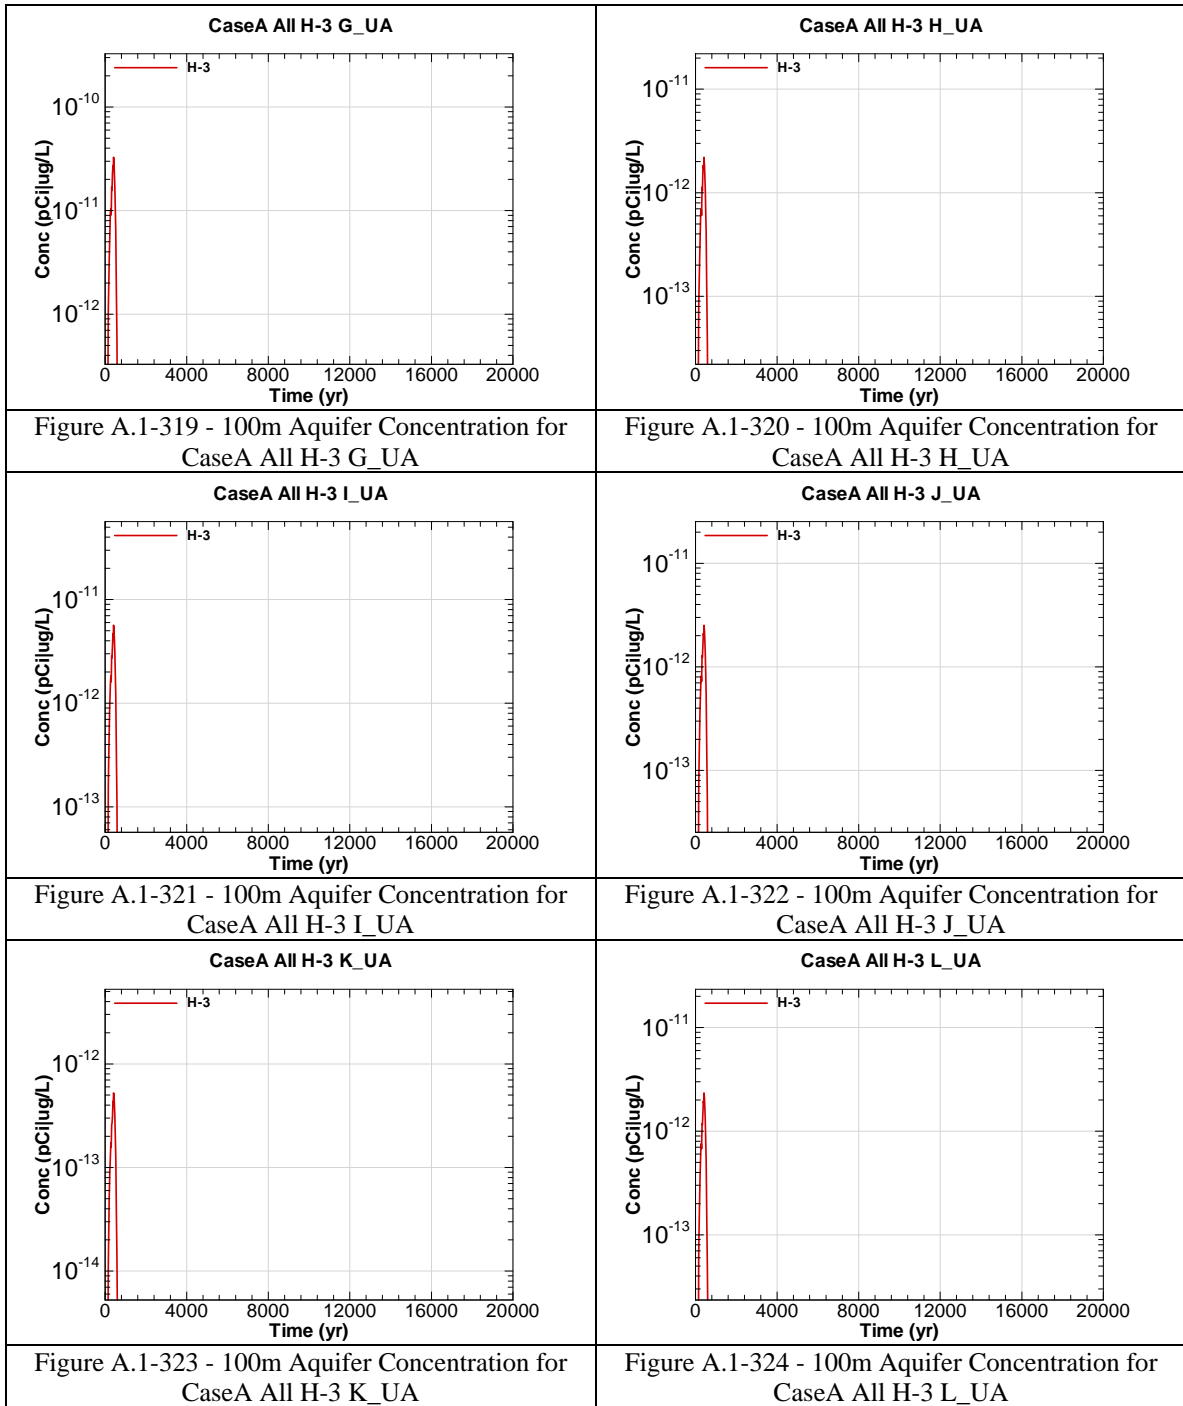 CaseA All H-3 G_UA
H-3
10^-10
10^-11
10^-12
Conc (pCi|ug/L)
0 4000 8000 12000 16000 20000
Time (yr)
Figure A.1-319 - 100m Aquifer Concentration for
CaseA All H-3 G_UA
CaseA All H-3 H_UA
H-3
10^-11
10^-12
10^-13
Conc (pCi|ug/L)
0 4000 8000 12000 16000 20000
Time (yr)
Figure A.1-320 - 100m Aquifer Concentration for
CaseA All H-3 H_UA
CaseA All H-3 I_UA
H-3
10^-11
10^-12
10^-13
Conc (pCi|ug/L)
0 4000 8000 12000 16000 20000
Time (yr)
Figure A.1-321 - 100m Aquifer Concentration for
CaseA All H-3 I_UA
CaseA All H-3 J_UA
H-3
10^-11
10^-12
10^-13
Conc (pCi|ug/L)
0 4000 8000 12000 16000 20000
Time (yr)
Figure A.1-322 - 100m Aquifer Concentration for
CaseA All H-3 J_UA
CaseA All H-3 K_UA
H-3
10^-12
10^-13
10^-14
Conc (pCi|ug/L)
0 4000 8000 12000 16000 20000
Time (yr)
Figure A.1-323 - 100m Aquifer Concentration for
CaseA All H-3 K_UA
CaseA All H-3 L_UA
H-3
10^-11
10^-12
10^-13
Conc (pCi|ug/L)
0 4000 8000 12000 16000 20000
Time (yr)
Figure A.1-324 - 100m Aquifer Concentration for
CaseA All H-3 L_UA